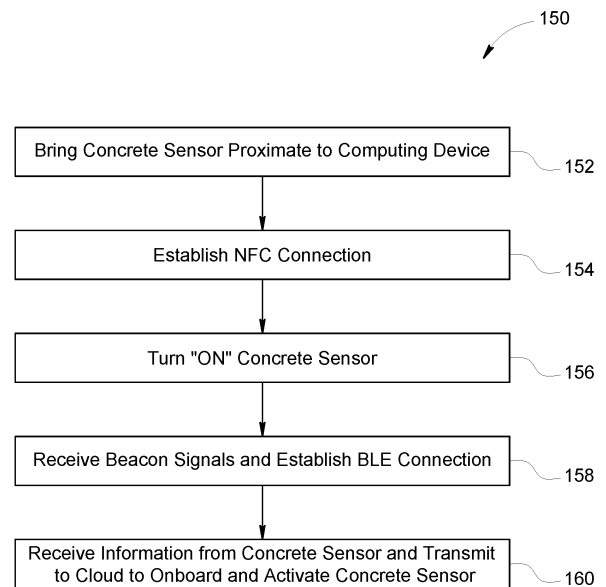 150
Bring Concrete Sensor Proximate to Computing Device
152
Establish NFC Connection
154
Turn "ON" Concrete Sensor
156
Receive Beacon Signals and Establish BLE Connection
158
Receive Information from Concrete Sensor and Transmit
to Cloud to Onboard and Activate Concrete Sensor
160